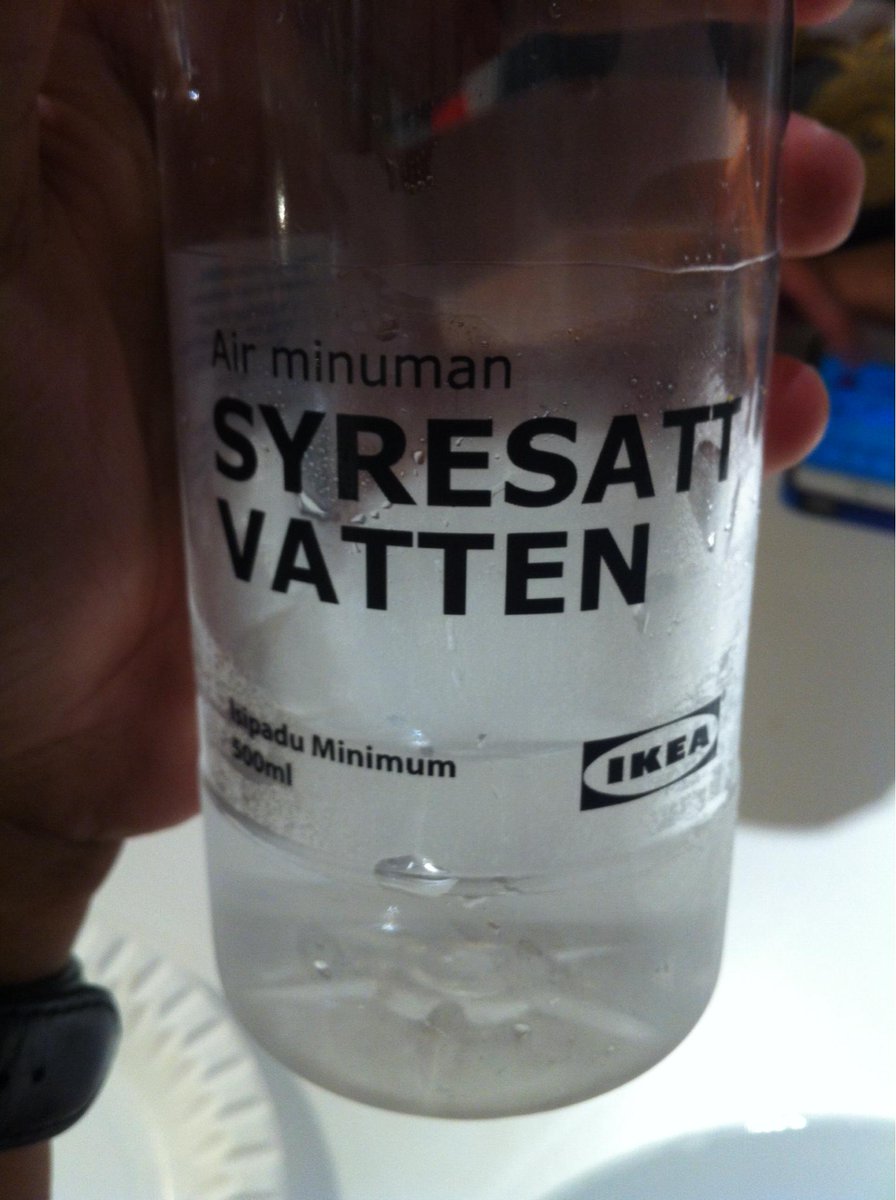 Air minuman
SYRESATT
VATTEN
Isipadu Minimum
500ml
IKEA